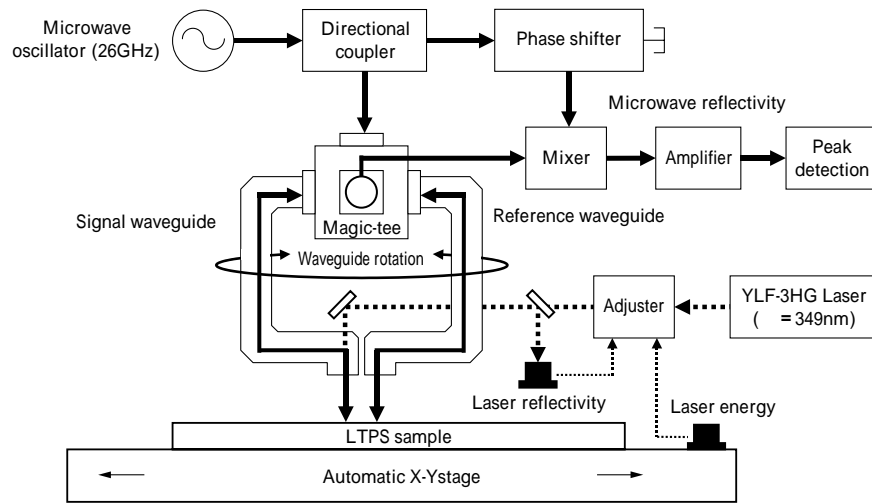 Microwave
oscillator (26GHz)
Directional
coupler
Phase shifter
Microwave reflectivity
Mixer
Amplifier
Peak
detection
Magic-tee
Signal waveguide
Reference waveguide
Waveguide rotation
Adjuster
YLF-3HG Laser
( = 349nm)
Laser reflectivity
Laser energy
LTPS sample
Automatic X-Ystage